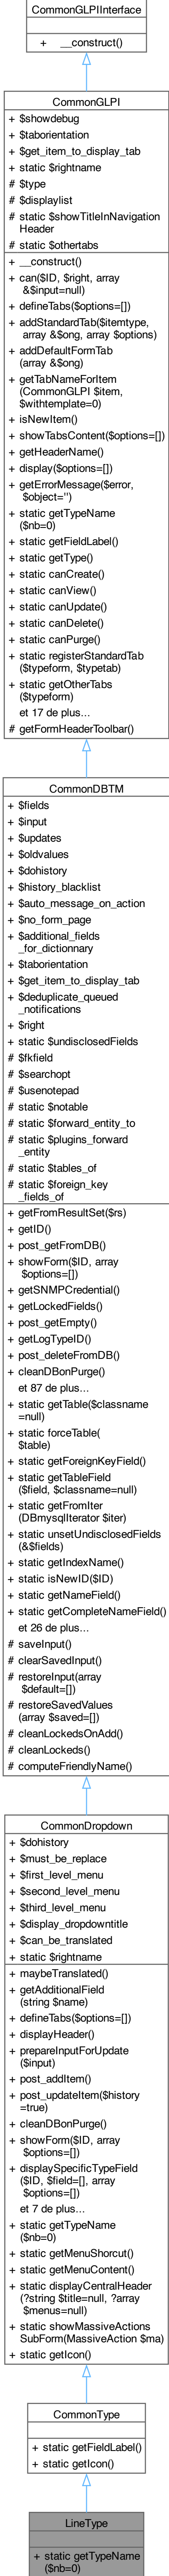 CommonGLPIInterface
+ __construct()
CommonGLPI
+ $showdebug
+ $taborientation
+ $get_item_to_display_tab
+ static $rightname
# $type
# $displaylist
# static $showTitleInNavigation
Header
# static $othertabs
+ __construct()
+ can($ID, $right, array
&$input=null)
+ defineTabs($options=[])
+ addStandardTab($itemtype,
array &$ong, array $options)
+ addDefaultFormTab
(array &$ong)
+ getTabNameForItem
(CommonGLPI $item,
$withtemplate=0)
+ isNewItem()
+ showTabsContent($options=[])
+ getHeaderName()
+ display($options=[])
+ getErrorMessage($error,
$object='')
+ static getTypeName
($nb=0)
+ static getFieldLabel()
+ static getType()
+ static canCreate()
+ static canView()
+ static canUpdate()
+ static canDelete()
+ static canPurge()
+ static registerStandardTab
($typeform, $typetab)
+ static getOtherTabs
($typeform)
et 17 de plus...
# getFormHeaderToolbar()
CommonDBTM
+ $fields
+ $input
+ $updates
+ $oldvalues
+ $dohistory
+ $history_blacklist
+ $auto_message_on_action
+ $no_form_page
+ $additional_fields
_for_dictionnary
+ $taborientation
+ $get_item_to_display_tab
+ $deduplicate_queued
_notifications
+ $right
+ static $undisclosedFields
# $fkfield
# $searchopt
# $usenotepad
# static $notable
# static $forward_entity_to
# static $plugins_forward
_entity
# static $tables_of
# static $foreign_key
_fields_of
+ getFromResultSet($rs)
+ getID()
+ post_getFromDB()
+ showForm($ID, array
$options=[])
+ getSNMPCredential()
+ getLockedFields()
+ post_getEmpty()
+ getLogTypeID()
+ post_deleteFromDB()
+ cleanDBonPurge()
et 87 de plus...
+ static getTable($classname
=null)
+ static forceTable(
$table)
+ static getForeignKeyField()
+ static getTableField
($field, $classname=null)
+ static getFromIter
(DBmysqlIterator $iter)
+ static unsetUndisclosedFields
(&$fields)
+ static getIndexName()
+ static isNewID($ID)
+ static getNameField()
+ static getCompleteNameField()
et 26 de plus...
# saveInput()
# clearSavedInput()
# restoreInput(array
$default=[])
# restoreSavedValues
(array $saved=[])
# cleanLockedsOnAdd()
# cleanLockeds()
# computeFriendlyName()
CommonDropdown
+ $dohistory
+ $must_be_replace
+ $first_level_menu
+ $second_level_menu
+ $third_level_menu
+ $display_dropdowntitle
+ $can_be_translated
+ static $rightname
+ maybeTranslated()
+ getAdditionalField
(string $name)
+ defineTabs($options=[])
+ displayHeader()
+ prepareInputForUpdate
($input)
+ post_addItem()
+ post_updateItem($history
=true)
+ cleanDBonPurge()
+ showForm($ID, array
$options=[])
+ displaySpecificTypeField
($ID, $field=[], array
$options=[])
et 7 de plus...
+ static getTypeName
($nb=0)
+ static getMenuShorcut()
+ static getMenuContent()
+ static displayCentralHeader
(?string $title=null, ?array
$menus=null)
+ static showMassiveActions
SubForm(MassiveAction $ma)
+ static getIcon()
CommonType
+ static getFieldLabel()
+ static getIcon()
LineType
+ static getTypeName
($nb=0)